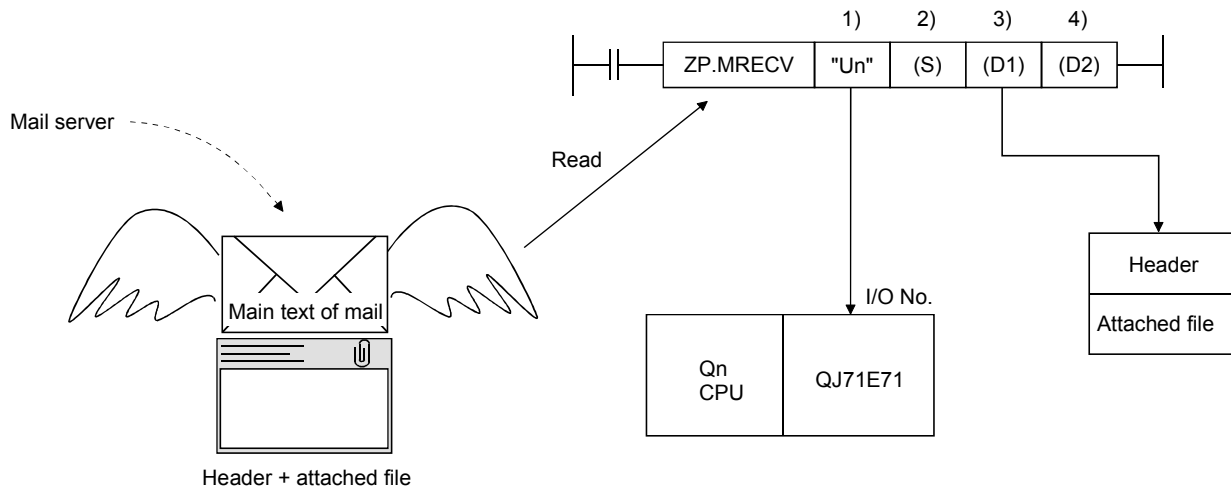 1) 2) 3) 4)
ZP.MRECV "Un" (S) (D1) (D2)
Mail server
Read
Main text of mail
Header + attached file
I/O No.
Qn
CPU
QJ71E71
Header
Attached file